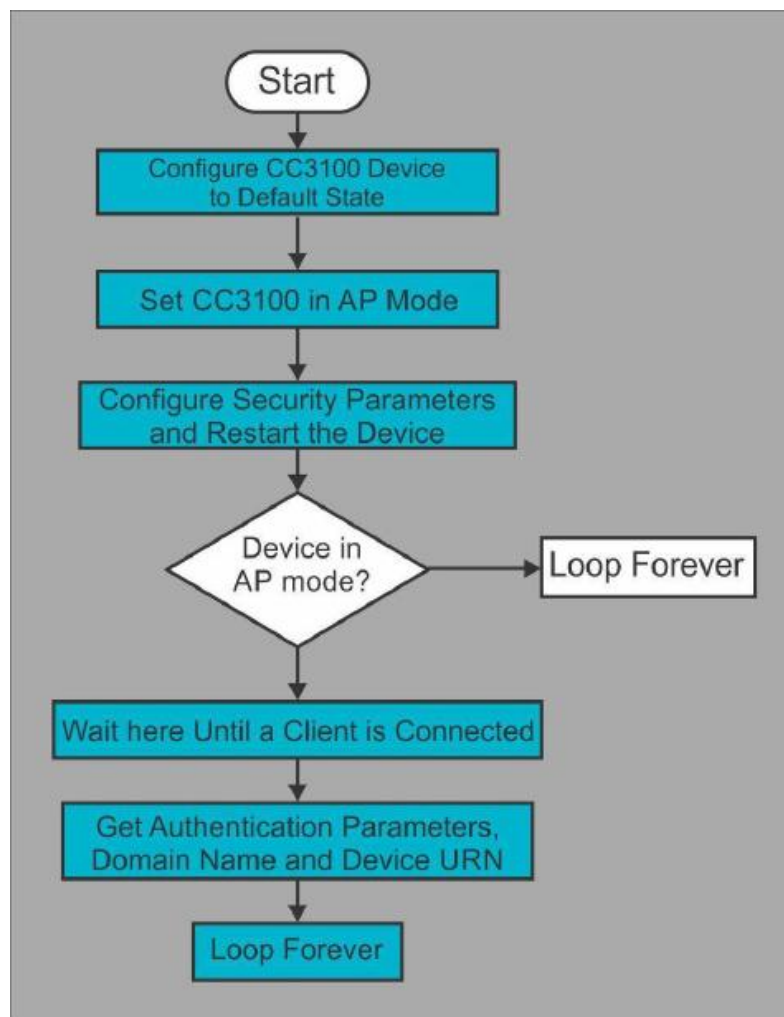 Start
Configure CC3100 Device
to Default State
Set CC3100 in AP Mode
Configure Security Parameters
and Restart the Device
Device in
AP mode?
Loop Forever
Wait here Until a Client is Connected
Get Authentication Parameters,
Domain Name and Device URN
Loop Forever